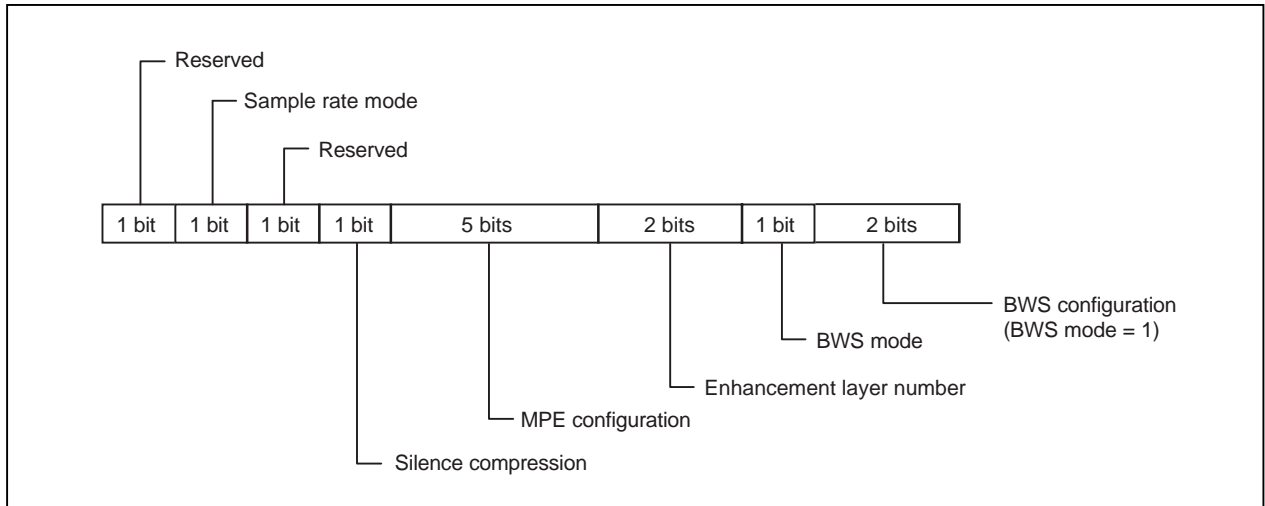 Reserved
Sample rate mode
Reserved
1 bit 1 bit 1 bit 1 bit 5 bits 2 bits 1 bit 2 bits
BWS configuration
(BWS mode = 1)
BWS mode
Enhancement layer number
MPE configuration
Silence compression